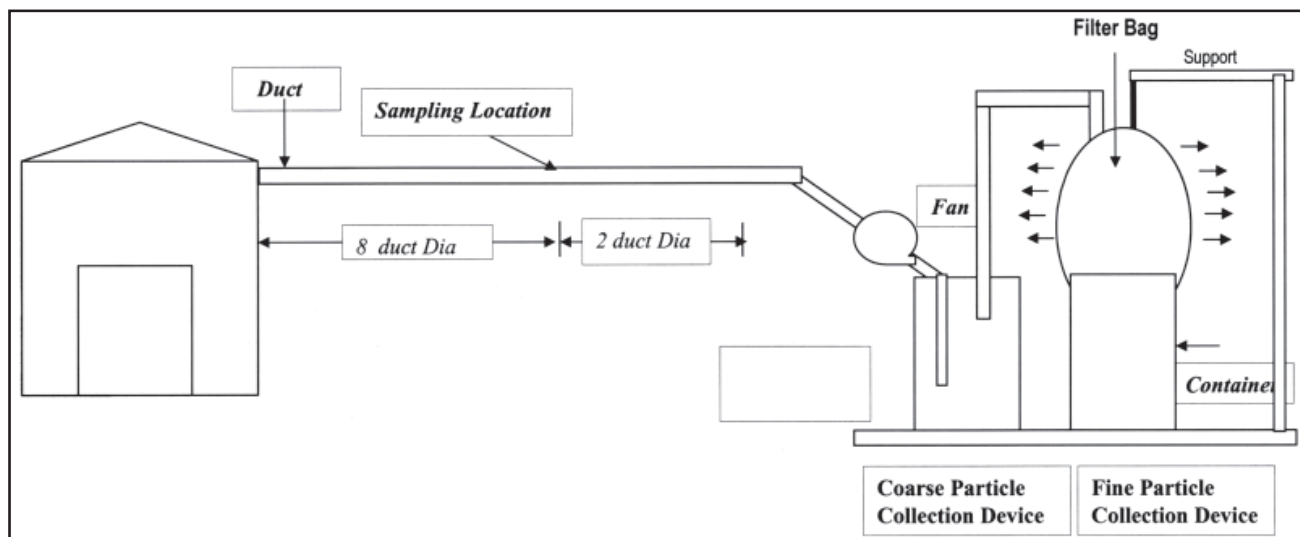 Filter Bag
Support
Duct
Sampling Location
Fan
8 duct Dia
2 duct Dia
Container
Coarse Particle
Collection Device
Fine Particle
Collection Device